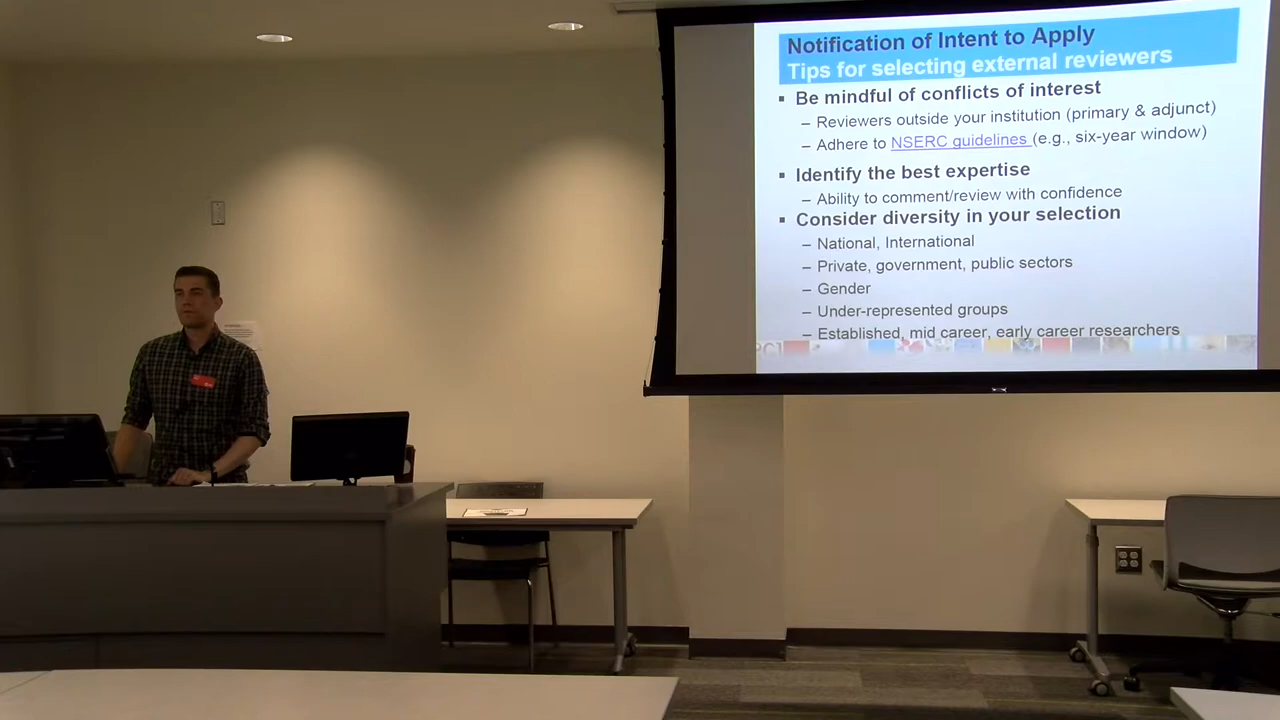 Notification of Intent to Apply
Tips for selecting external reviewers
▪ Be mindful of conflicts of interest
– Reviewers outside your institution (primary & adjunct)
– Adhere to NSERC guidelines (e.g., six-year window)
▪ Identify the best expertise
– Ability to comment/review with confidence
▪ Consider diversity in your selection
– National, International
– Private, government, public sectors
– Gender
– Under-represented groups
– Established, mid career, early career researchers